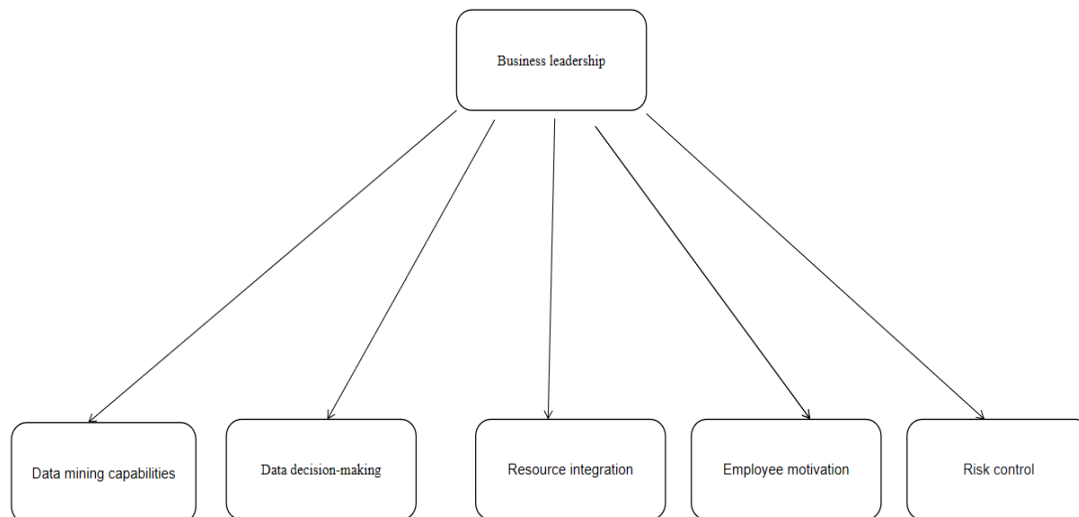 Business leadership
Data mining capabilities
Data decision-making
Resource integration
Employee motivation
Risk control